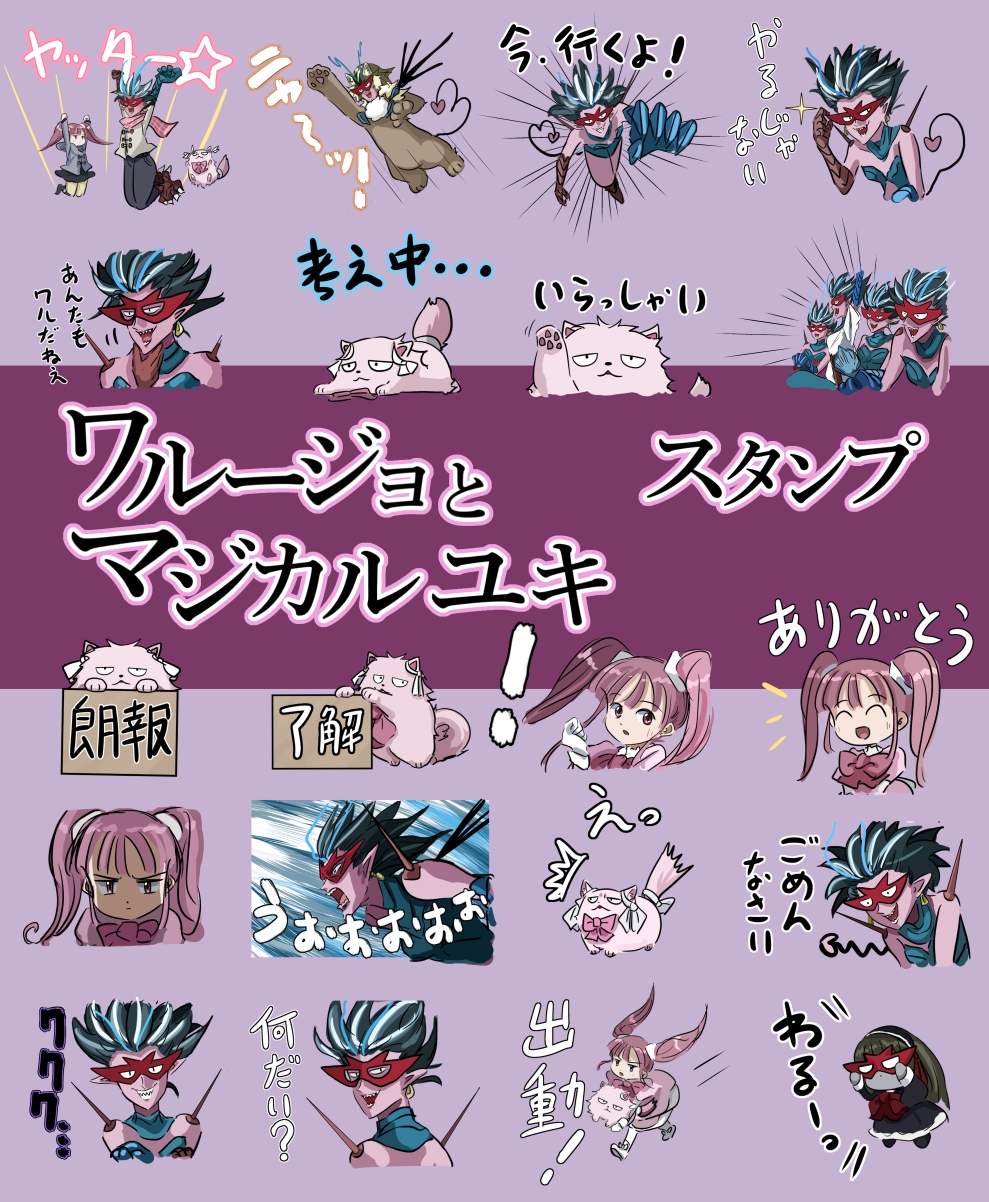 ヤッター☆
ニャ〜ッ!
今、行くよ!
やるじゃ
ない
あんたも
ワルだねぇ
考え中・・・
いらっしゃい
ワルージョと
マジカルユキ
スタンプ
朗報
了解
!
ありがとう
うおおおおお
えっ
ごめん
なさい
ククク…
何だい?
出動!
わるーっ